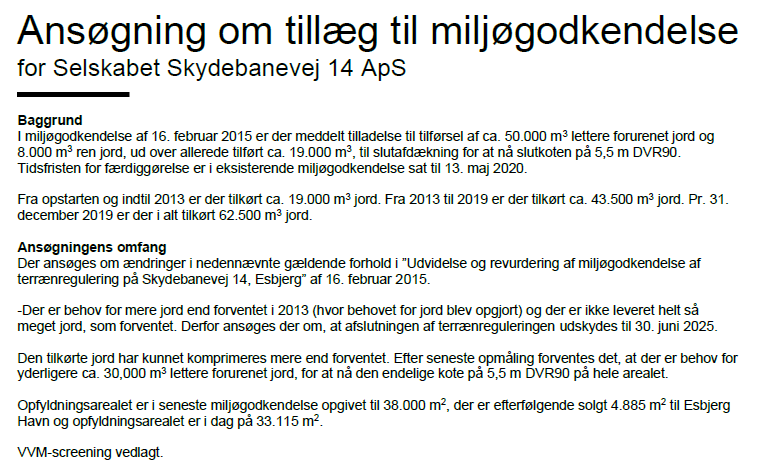 Ansøgning om tillæg til miljøgodkendelse
for Selskabet Skydebanevej 14 ApS
Baggrund
I miljøgodkendelse af 16. februar 2015 er der meddelt tilladelse til tilførsel af ca. 50.000 m³ lettere forurenet jord og
8.000 m³ ren jord, ud over allerede tilført ca. 19.000 m³, til slutafdækning for at nå slutkoten på 5,5 m DVR90.
Tidsfristen for færdiggørelse er i eksisterende miljøgodkendelse sat til 13. maj 2020.
Fra opstarten og indtil 2013 er der tilkørt ca. 19.000 m³ jord. Fra 2013 til 2019 er der tilkørt ca. 43.500 m³ jord. Pr. 31.
december 2019 er der i alt tilkørt 62.500 m³ jord.
Ansøgningens omfang
Der ansøges om ændringer i nedennævnte gældende forhold i "Udvidelse og revurdering af miljøgodkendelse af
terrænregulering på Skydebanevej 14, Esbjerg" af 16. februar 2015.
-Der er behov for mere jord end forventet i 2013 (hvor behovet for jord blev opgjort) og der er ikke leveret helt så
meget jord, som forventet. Derfor ansøges der om, at afslutningen af terrænreguleringen udskydes til 30. juni 2025.
Den tilkørte jord har kunnet komprimeres mere end forventet. Efter seneste opmåling forventes det, at der er behov for
yderligere ca. 30,000 m³ lettere forurenet jord, for at nå den endelige kote på 5,5 m DVR90 på hele arealet.
Opfyldningsarealet er i seneste miljøgodkendelse opgivet til 38.000 m², der er efterfølgende solgt 4.885 m² til Esbjerg
Havn og opfyldningsarealet er i dag på 33.115 m².
VVM-screening vedlagt.